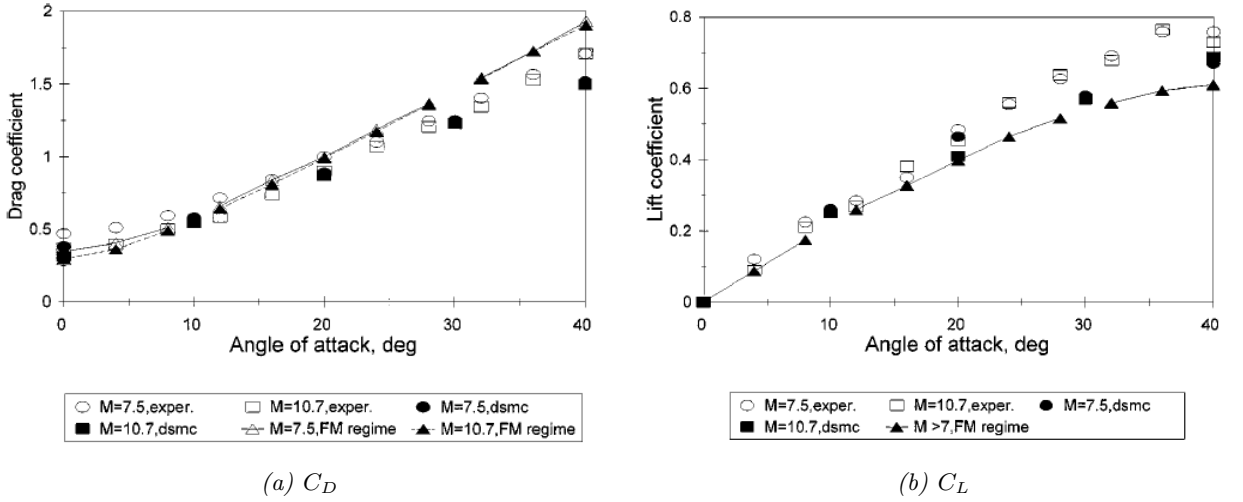 2
1.5
1
0.5
0
Drag coefficient
0 10 20 30 40
Angle of attack, deg
M=7.5,exper. M=10.7,exper. M=7.5,dsmc
M=10.7,dsmc M=7.5,FM regime M=10.7,FM regime
(a) C_D
0.8
0.6
0.4
0.2
0
Lift coefficient
0 10 20 30 40
Angle of attack, deg
M=7.5,exper. M=10.7,exper. M=7.5,dsmc
M=10.7,dsmc M >7,FM regime
(b) C_L